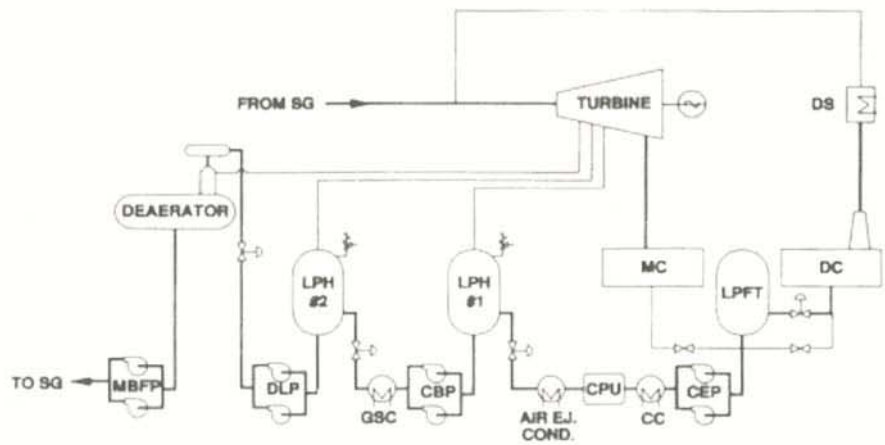 FROM SG
TURBINE
DS
DEAERATOR
LPH
#2
LPH
#1
MC
LPFT
DC
TO SG
MBFP
DLP
GSC
CBP
AIR EJ.
COND.
CPU
CC
CEP